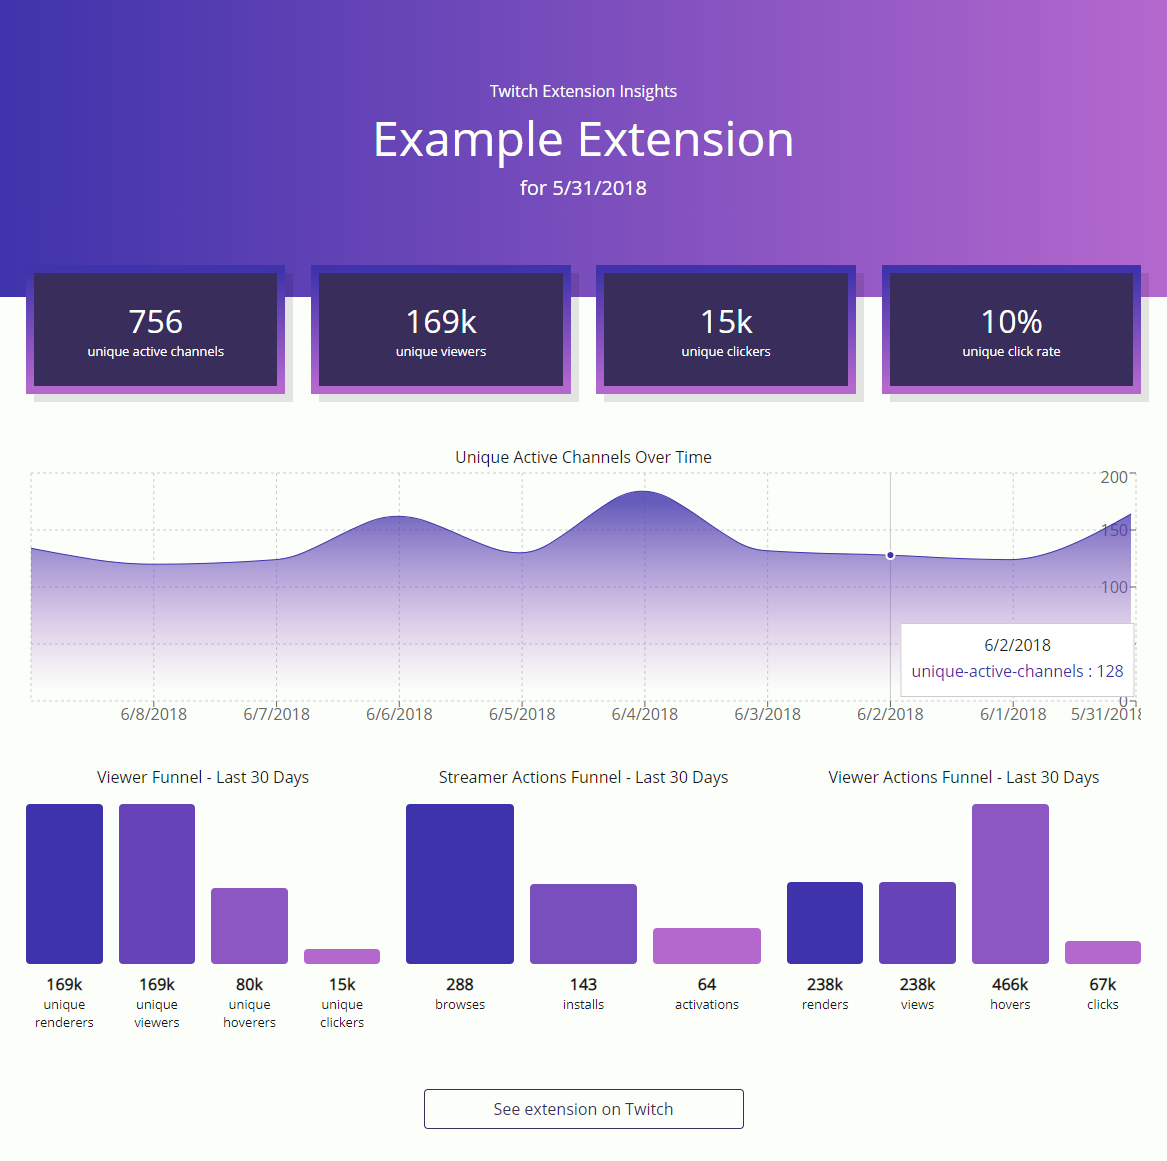 Twitch Extension Insights
Example Extension
for 5/31/2018
756
unique active channels
169k
unique viewers
15k
unique clickers
10%
unique click rate
Unique Active Channels Over Time
200
150
100
0
6/2/2018
unique-active-channels : 128
6/8/2018
6/7/2018
6/6/2018
6/5/2018
6/4/2018
6/3/2018
6/2/2018
6/1/2018
5/31/2018
Viewer Funnel - Last 30 Days
169k
unique
renderers
169k
unique
viewers
80k
unique
hoverers
15k
unique
clickers
Streamer Actions Funnel - Last 30 Days
288
browses
143
installs
64
activations
Viewer Actions Funnel - Last 30 Days
238k
renders
238k
views
466k
hovers
67k
clicks
See extension on Twitch